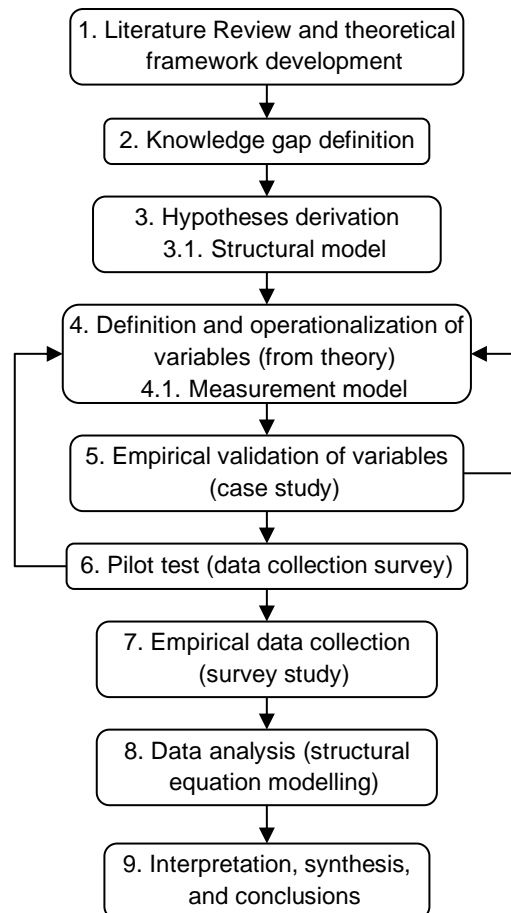 1. Literature Review and theoretical
framework development
2. Knowledge gap definition
3. Hypotheses derivation
3.1. Structural model
4. Definition and operationalization of
variables (from theory)
4.1. Measurement model
5. Empirical validation of variables
(case study)
6. Pilot test (data collection survey)
7. Empirical data collection
(survey study)
8. Data analysis (structural
equation modelling)
9. Interpretation, synthesis,
and conclusions